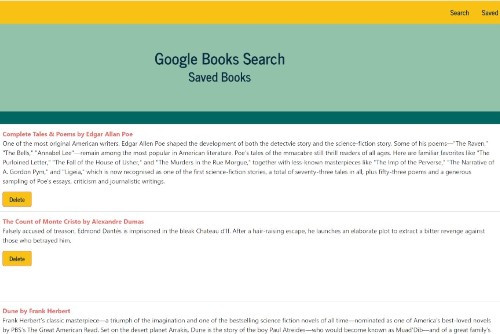 Search Saved
Google Books Search
Saved Books
Complete Tales & Poems by Edgar Allan Poe
One of the most original American writers, Edgar Allen Poe shaped the development of both the detectvie story and the science-fiction story. Some of his poems—"The Raven,"
"The Bells," "Annabel Lee"—remain among the most popular in American literature. Poe's tales of the mmacabre still thrill readers of all ages. Here are familiar favorites like "The
Purloined Letter," "The Fall of the House of Usher," and "The Murders in the Rue Morgue," together with less-known masterpieces like "The Imp of the Perverse," "The Narrative of
A. Gordon Pym," and "Ligeia," which is now recognised as one of the first science-fiction stories, a total of seventy-three tales in all, plus fifty-three poems and a generous
sampling of Poe's essays, criticism and journalistic writings.
Delete
The Count of Monte Cristo by Alexandre Dumas
Falsely accused of treason, Edmond Dantès is imprisoned in the bleak Chateau d'If. After a hair-escape, he launches an elaborate plot to extract a bitter revenge against
those who betrayed him.
Delete
Dune by Frank Herbert
Frank Herbert's classic masterpiece—a triumph of the imagination and one of the bestselling science fiction novels of all time—nominated as one of America's best-loved novels
by PBS's The Great American Read. Set on the desert planet Arrakis, Dune is the story of the boy Paul Atreides—who would become known as Muad'Dib—and of a great family's